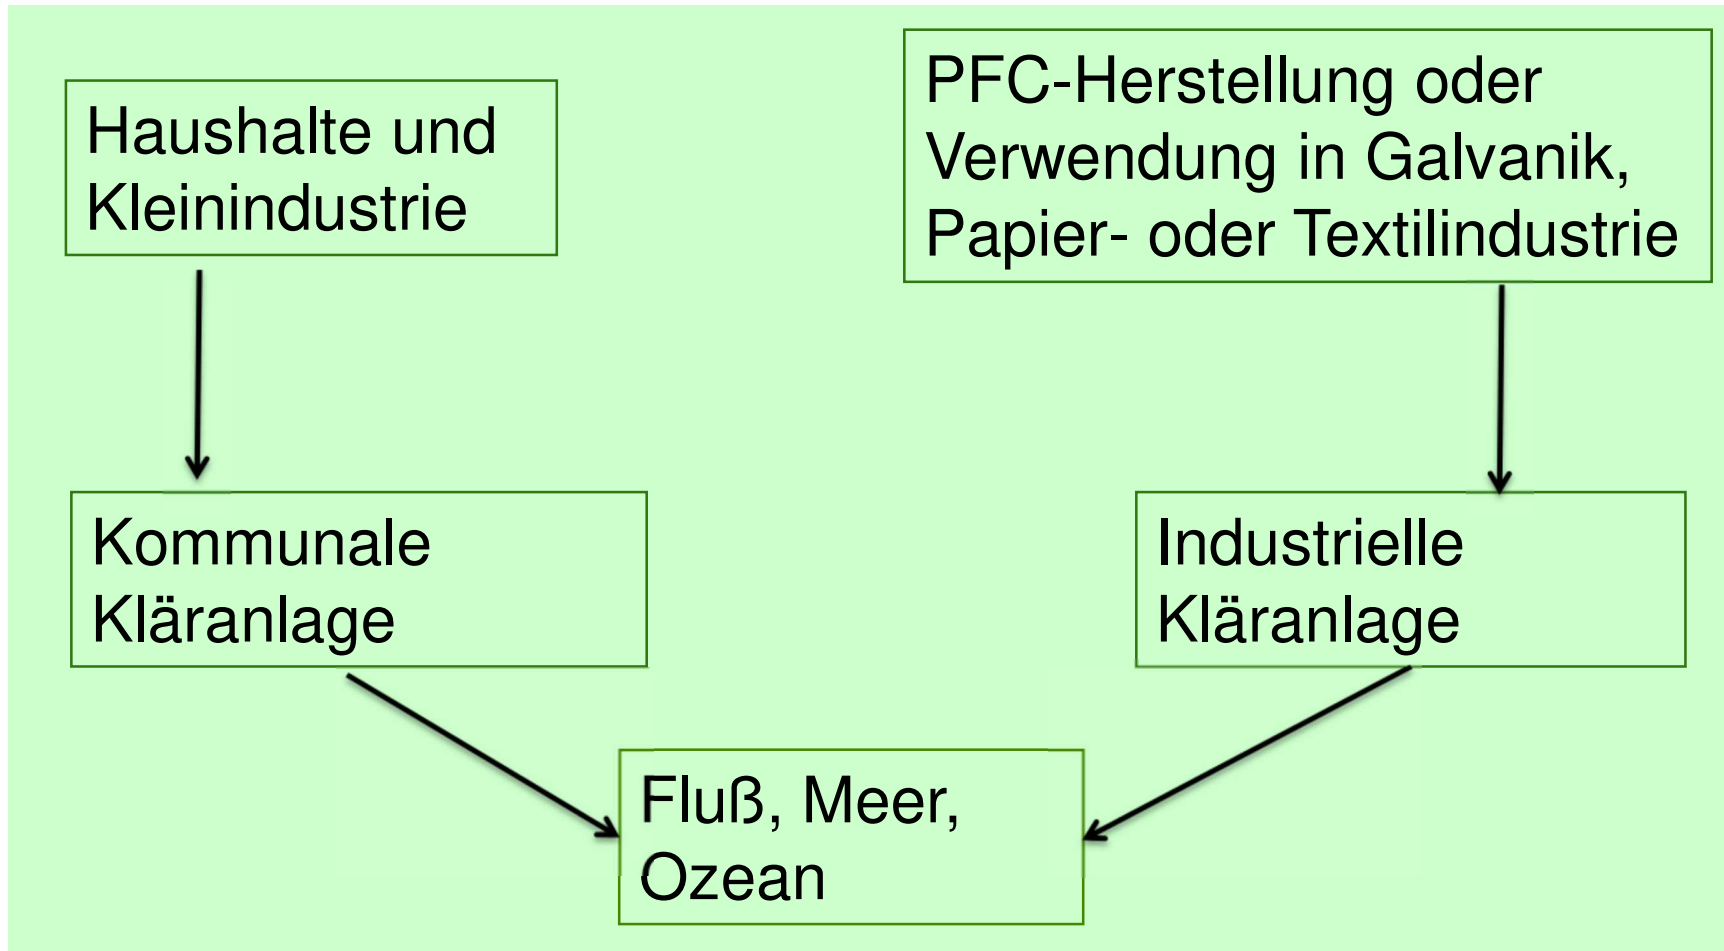 Haushalte und
Kleinindustrie
PFC-Herstellung oder
Verwendung in Galvanik,
Papier- oder Textilindustrie
Kommunale
Kläranlage
Industrielle
Kläranlage
Fluß, Meer,
Ozean